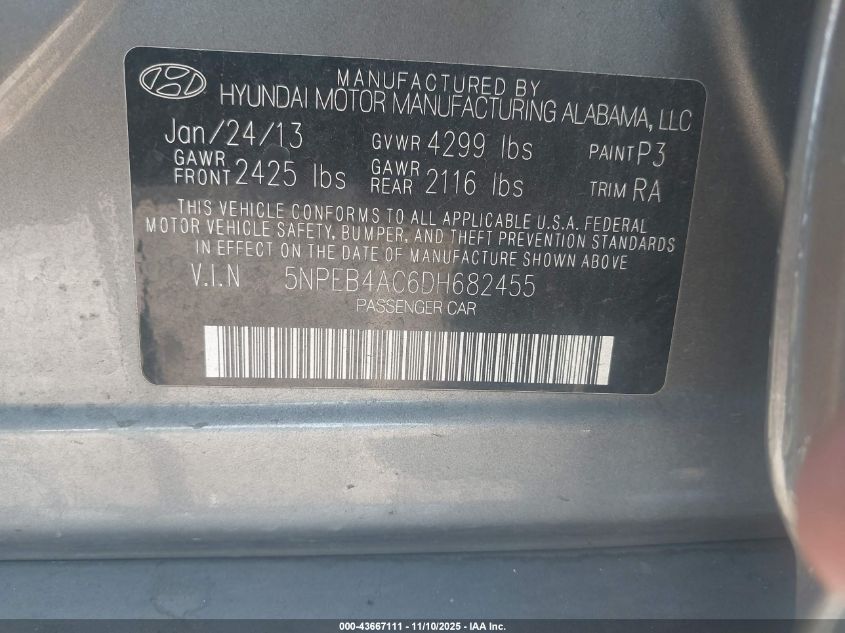 MANUFACTURED BY
HYUNDAI MOTOR MANUFACTURING ALABAMA, LLC
Jan/24/13 GVWR 4299 lbs PAINT P3
GAWR FRONT 2425 lbs GAWR REAR 2116 lbs TRIM RA
THIS VEHICLE CONFORMS TO ALL APPLICABLE U.S.A. FEDERAL
MOTOR VEHICLE SAFETY, BUMPER, AND THEFT PREVENTION STANDARDS
IN EFFECT ON THE DATE OF MANUFACTURE SHOWN ABOVE
V.I.N 5NPEB4AC6DH682455
PASSENGER CAR
000-43667111 - 11/10/2025 - IAA Inc.